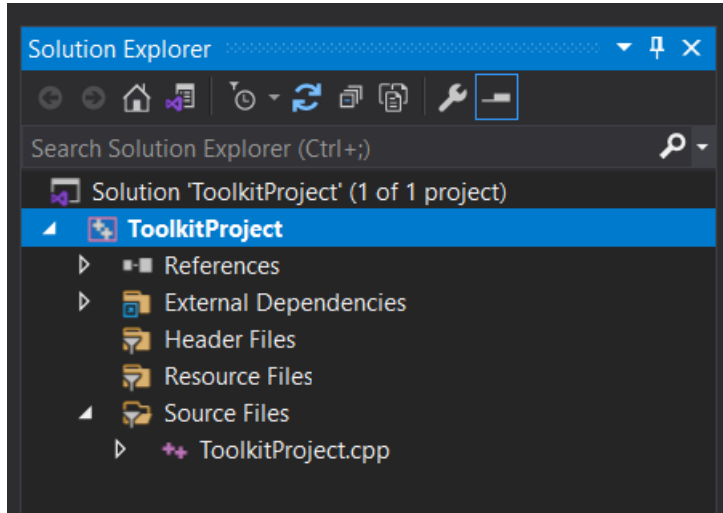 Solution Explorer
Search Solution Explorer (Ctrl+;)
Solution 'ToolkitProject' (1 of 1 project)
ToolkitProject
References
External Dependencies
Header Files
Resource Files
Source Files
ToolkitProject.cpp